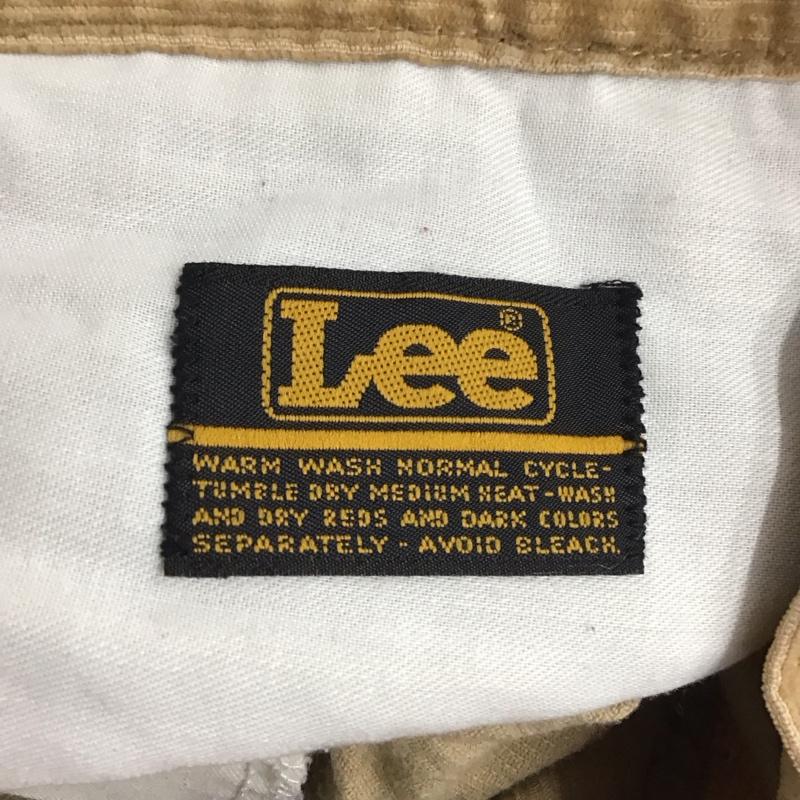 Lee®
WARM WASH NORMAL CYCLE-
TUMBLE DRY MEDIUM HEAT-WASH
AND DRY REDS AND DARK COLORS
SEPARATELY - AVOID BLEACH.